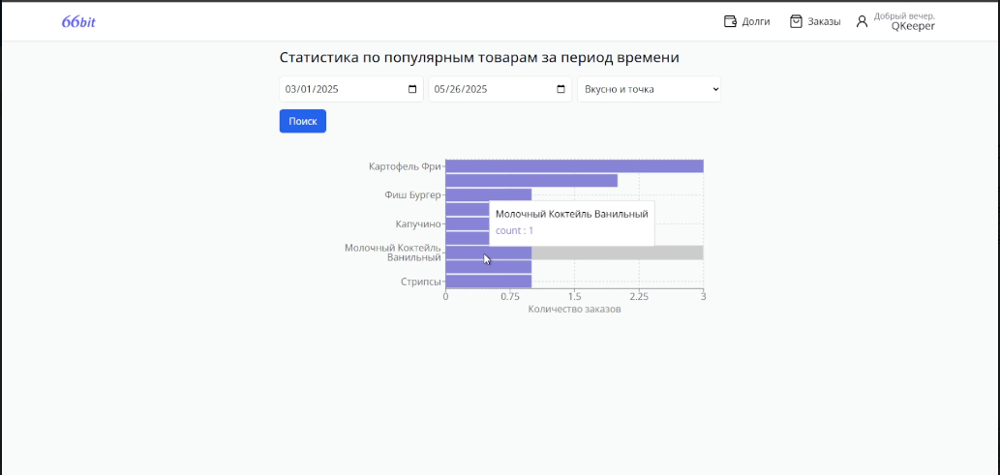 66bit
Долги
Заказы
Добрый вечер.
QKeeper
Статистика по популярным товарам за период времени
03/01/2025
05/26/2025
Вкусно и точка
Поиск
Картофель Фри
Фиш Бургер
Капучино
Молочный Коктейль
Ванильный
Стрипсы
Молочный Коктейль Ванильный
count : 1
0 0.75 1.5 2.25 3
Количество заказов